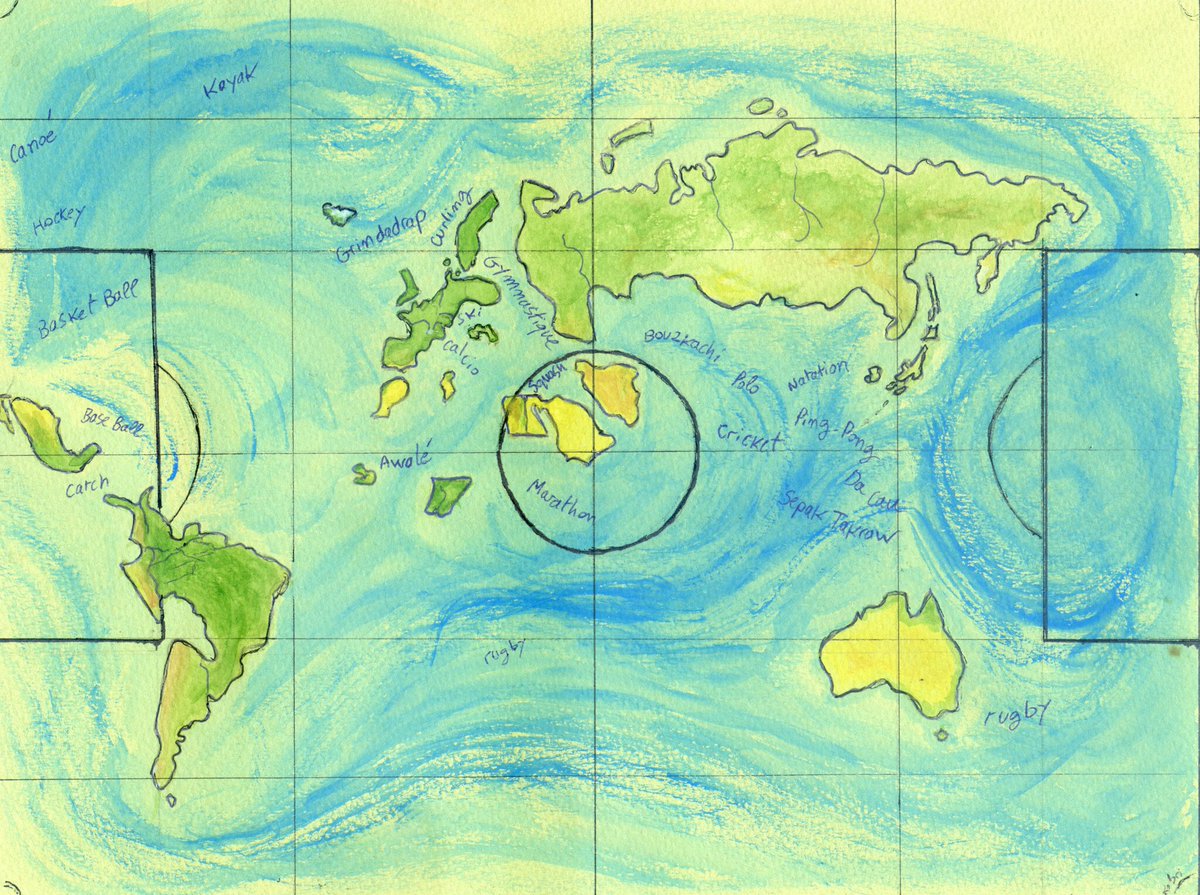 Kayak
Canoé
Hockey
Grindadrap
Curling
Gymnastique
Basket Ball
Ski
Calcio
Bouzkachi
Squash
Polo
Natation
Base Ball
Ping-Pong
Cricket
Awalé
Catch
Marathon
Da Cau
Sepak Takraw
rugby
rugby